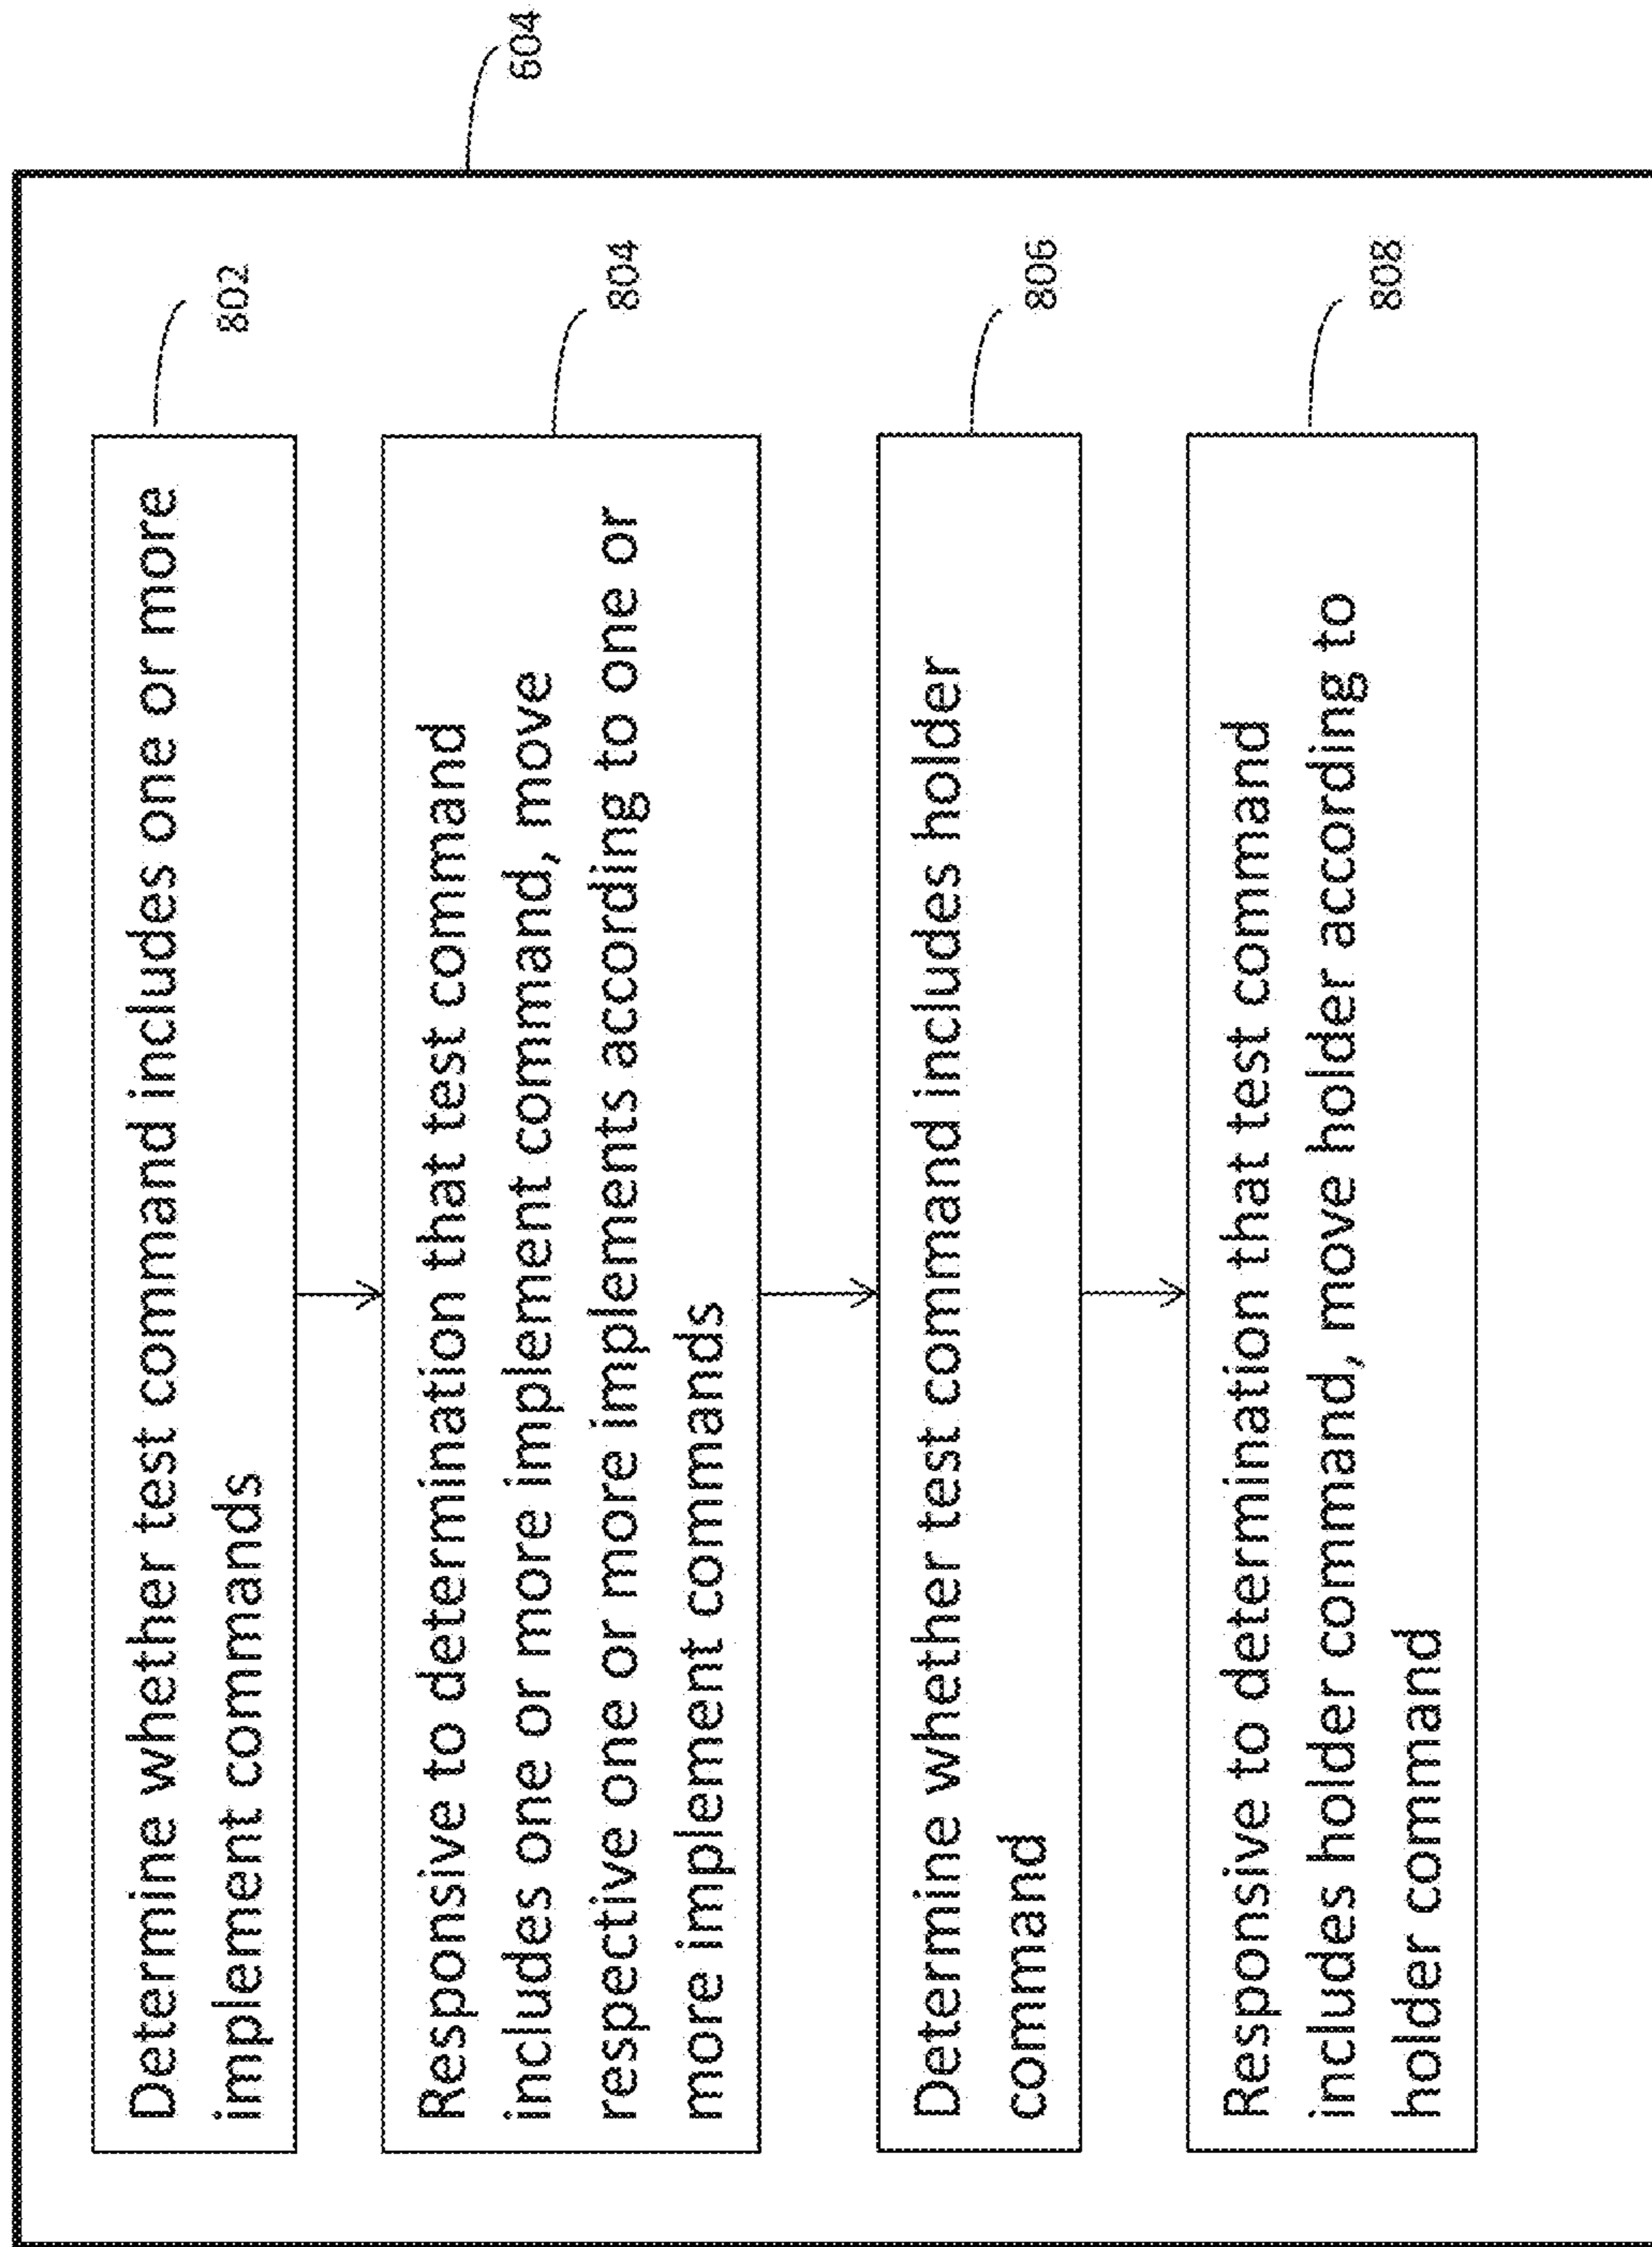 604
Determine whether test command includes one or more
implement commands
802
Responsive to determination that test command
includes one or more implement command, move
respective one or more implements according to one or
more implement commands
804
Determine whether test command includes holder
command
806
Responsive to determination that test command
includes holder command, move holder according to
holder command
808